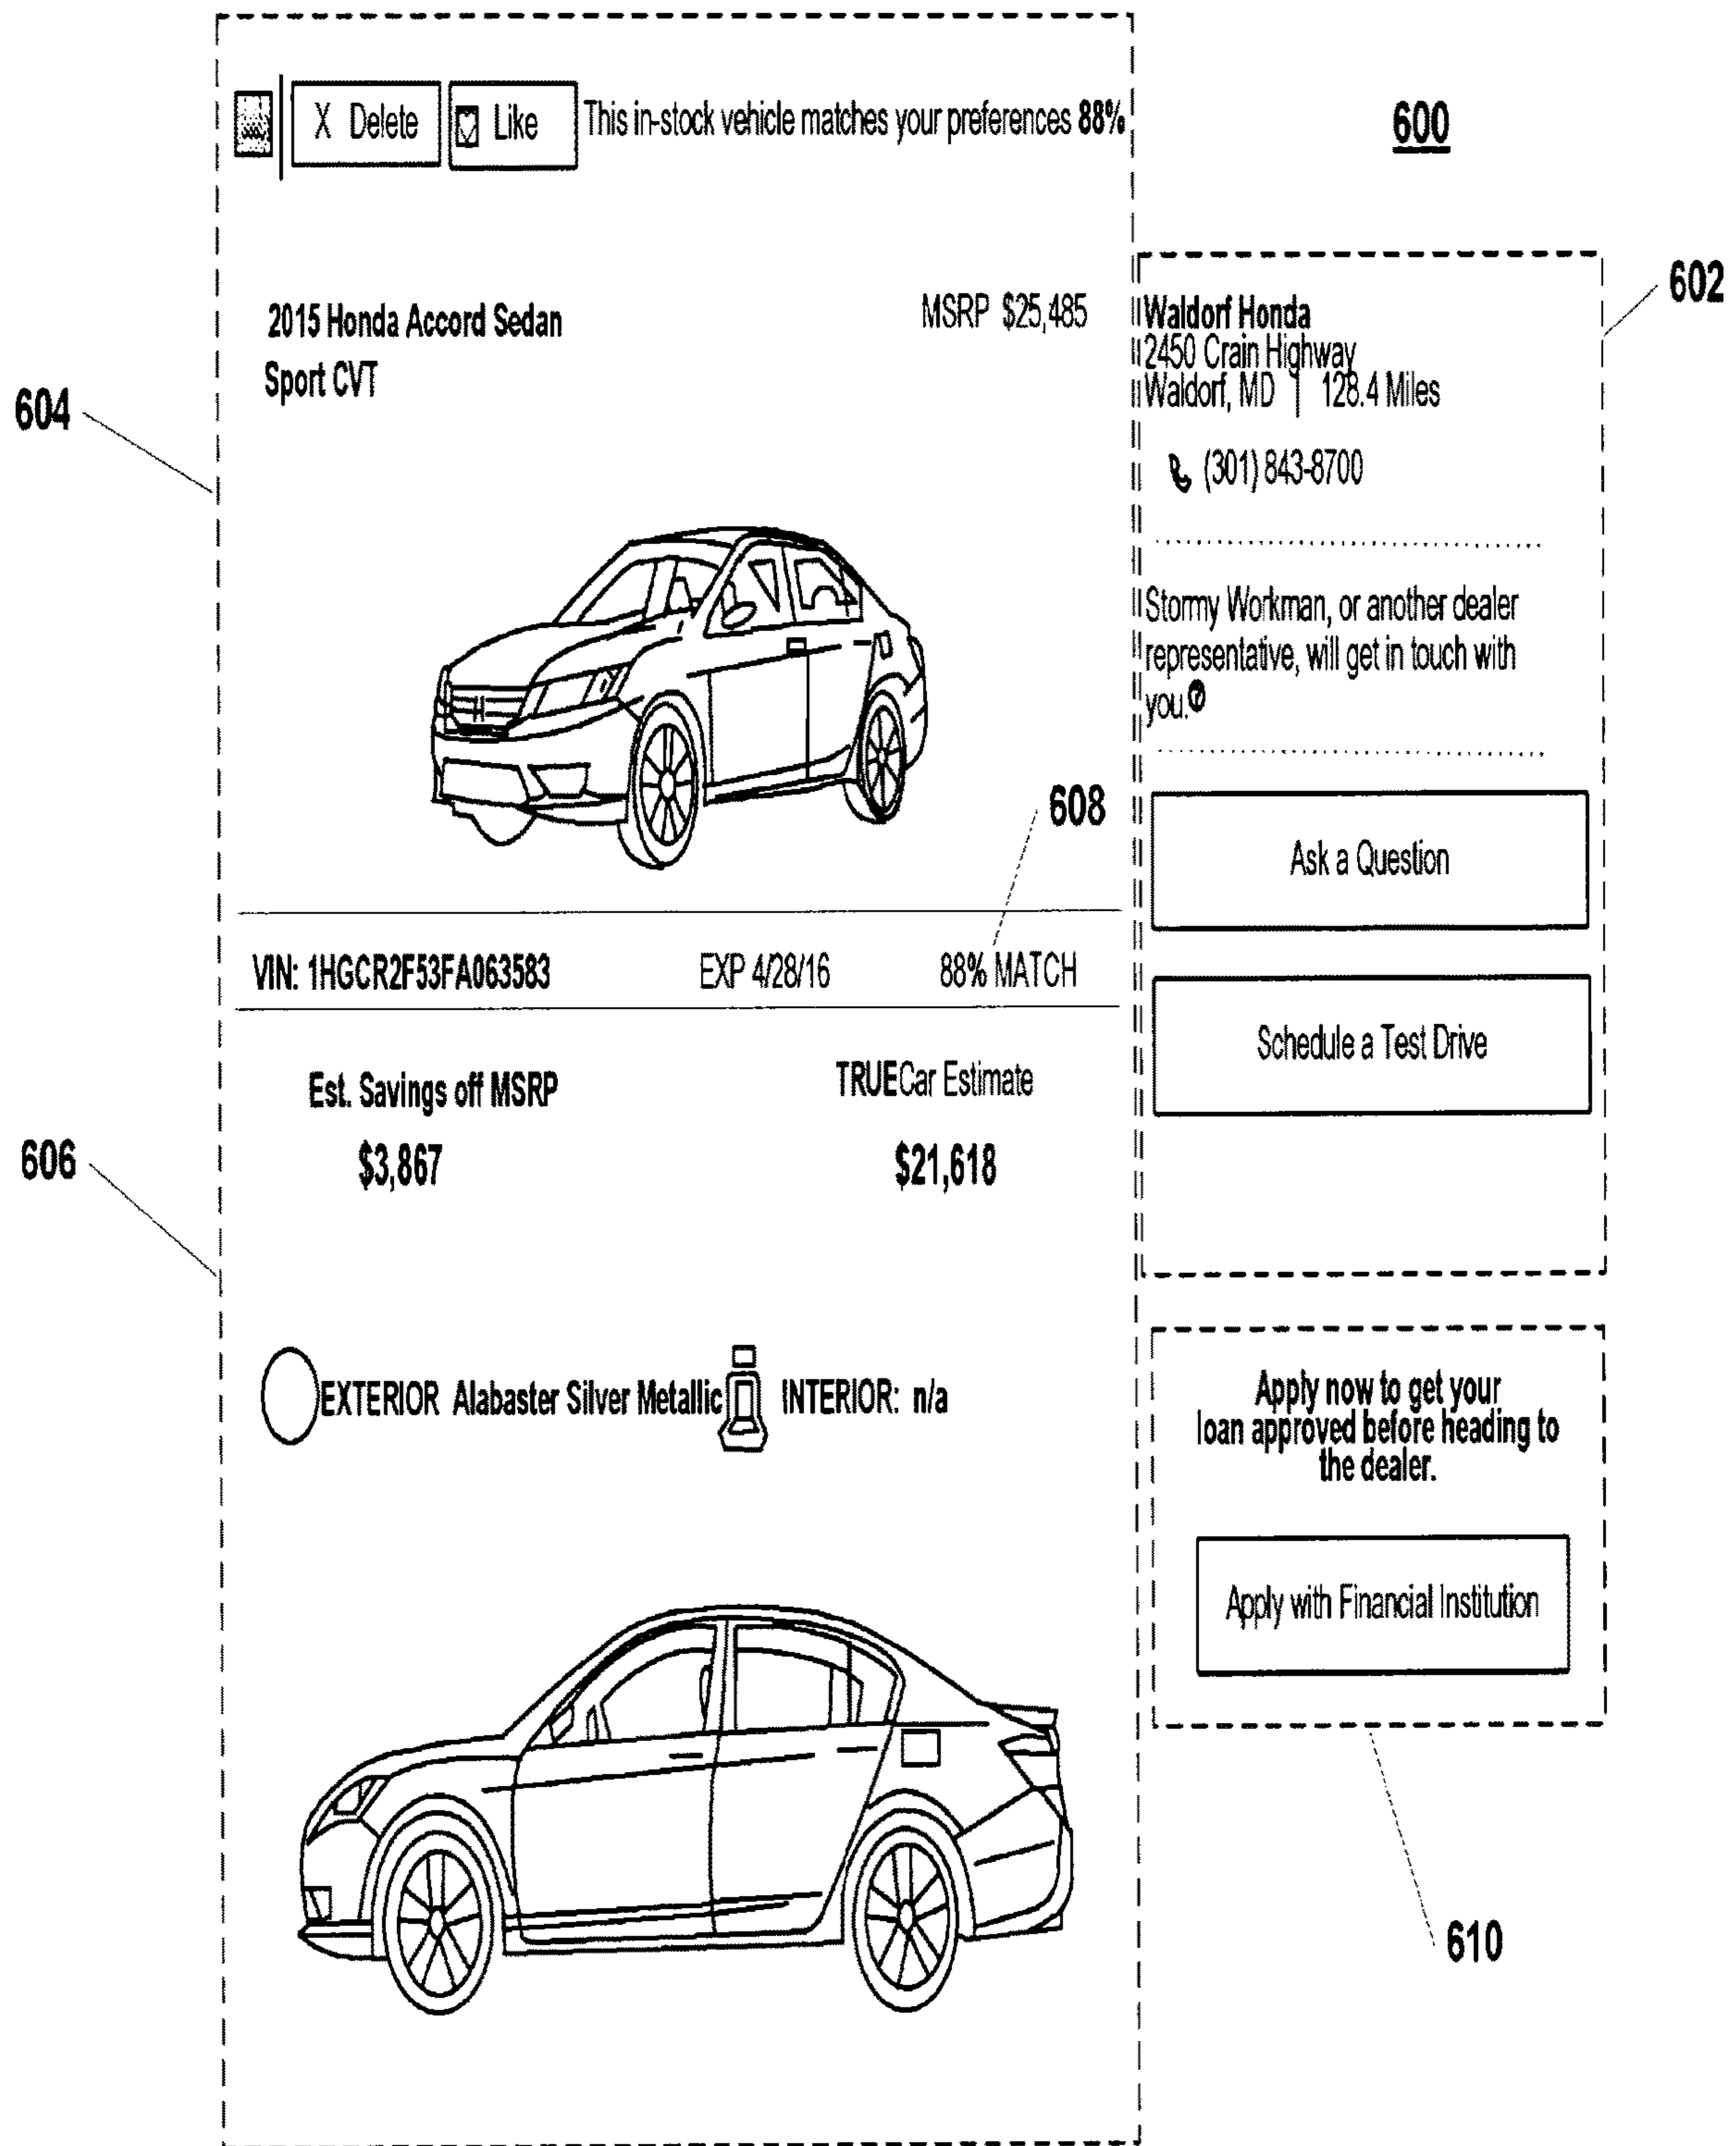 X Delete
Like
This in-stock vehicle matches your preferences 88%
600
2015 Honda Accord Sedan
Sport CVT
MSRP $25,485
604
H
608
VIN: 1HGCR2F53FA063583 EXP 4/28/16 88% MATCH
Est. Savings off MSRP
$3,867
TRUECar Estimate
$21,618
606
EXTERIOR Alabaster Silver Metallic
INTERIOR: n/a
602
Waldorf Honda
2450 Crain Highway
Waldorf, MD | 128.4 Miles
(301) 843-8700
Stormy Workman, or another dealer
representative, will get in touch with
you.?
Ask a Question
Schedule a Test Drive
Apply now to get your
loan approved before heading to
the dealer.
Apply with Financial Institution
610